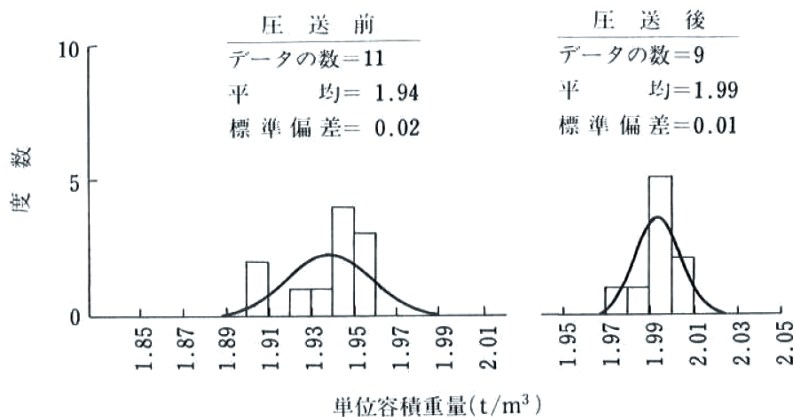 圧送前
データの数=11
平均=1.94
標準偏差=0.02
圧送後
データの数=9
平均=1.99
標準偏差=0.01
度数
10
5
0
1.85 1.87 1.89 1.91 1.93 1.95 1.97 1.99 2.01
1.95 1.97 1.99 2.01 2.03 2.05
単位容積重量(t/m³)